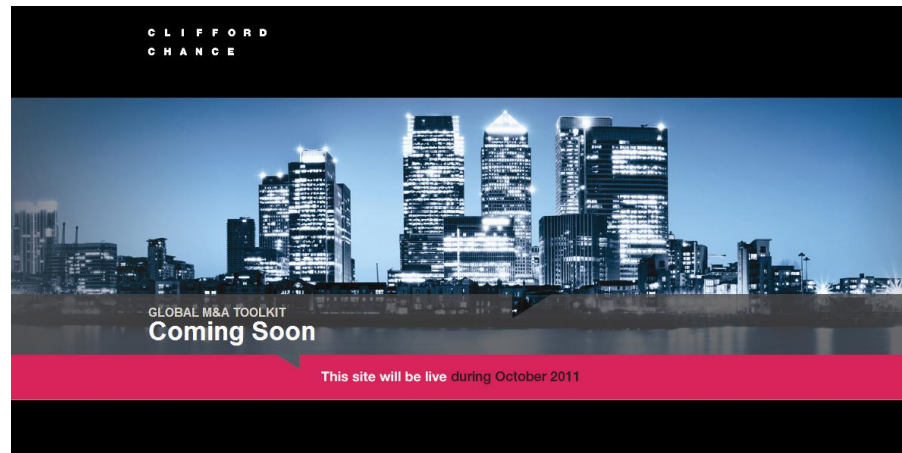 CLIFFORD
CHANCE
GLOBAL M&A TOOLKIT
Coming Soon
This site will be live during October 2011